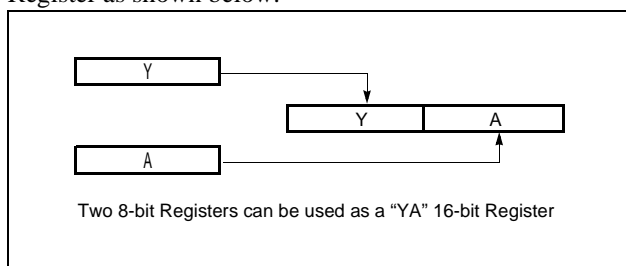 Register as shown below.
Y
Y A
A
Two 8-bit Registers can be used as a “YA” 16-bit Register